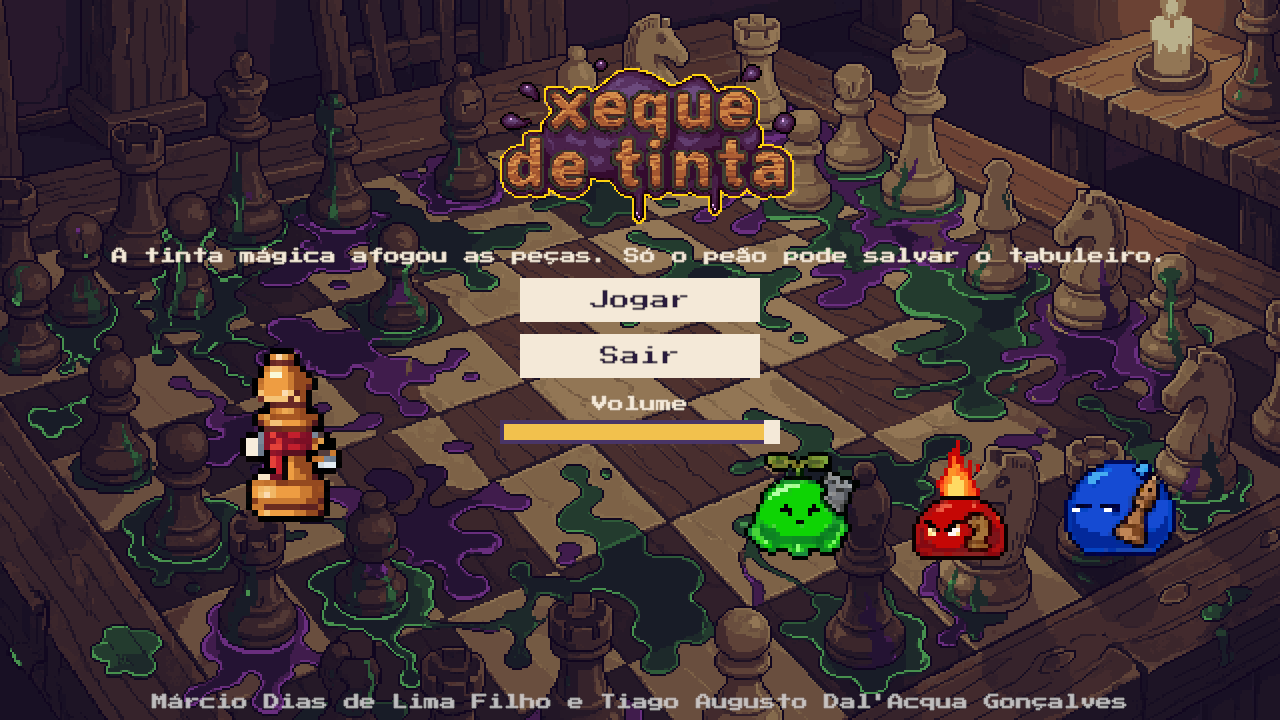 xeque
de tinta
A tinta mágica afogou as peças. Só o peão pode salvar o tabuleiro.
Jogar
Sair
Volume
Márcio Dias de Lima Filho e Tiago Augusto Dal'Acqua Gonçalves